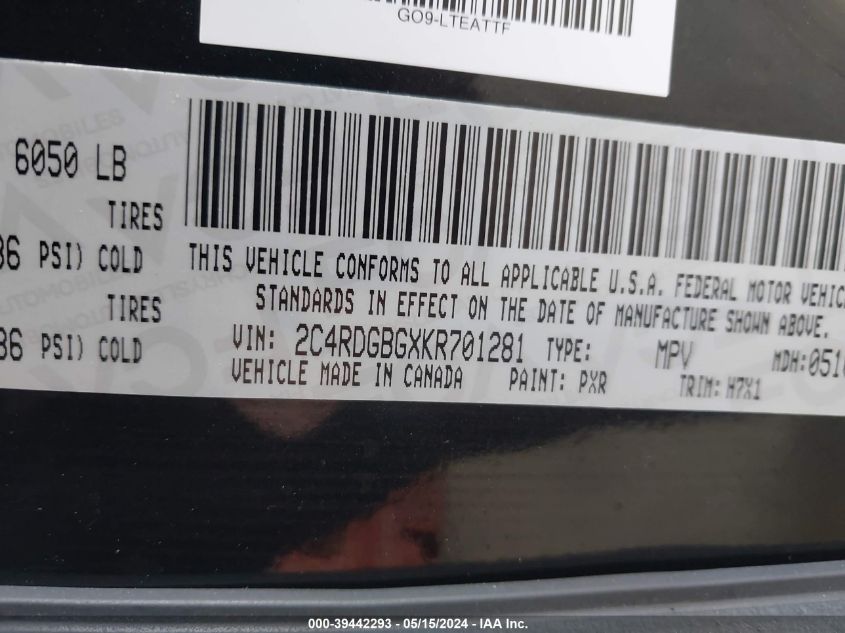 GO9-LTEATTF
6050 LB
TIRES
36 PSI) COLD
TIRES
36 PSI) COLD
THIS VEHICLE CONFORMS TO ALL APPLICABLE U.S.A. FEDERAL MOTOR VEHIC
STANDARDS IN EFFECT ON THE DATE OF MANUFACTURE SHOWN ABOVE.
VIN: 2C4RDGBGXKR701281 TYPE: MPV MDH:051
VEHICLE MADE IN CANADA PAINT: PXR TRIM: H7X1
000-39442293 - 05/15/2024 - IAA Inc.